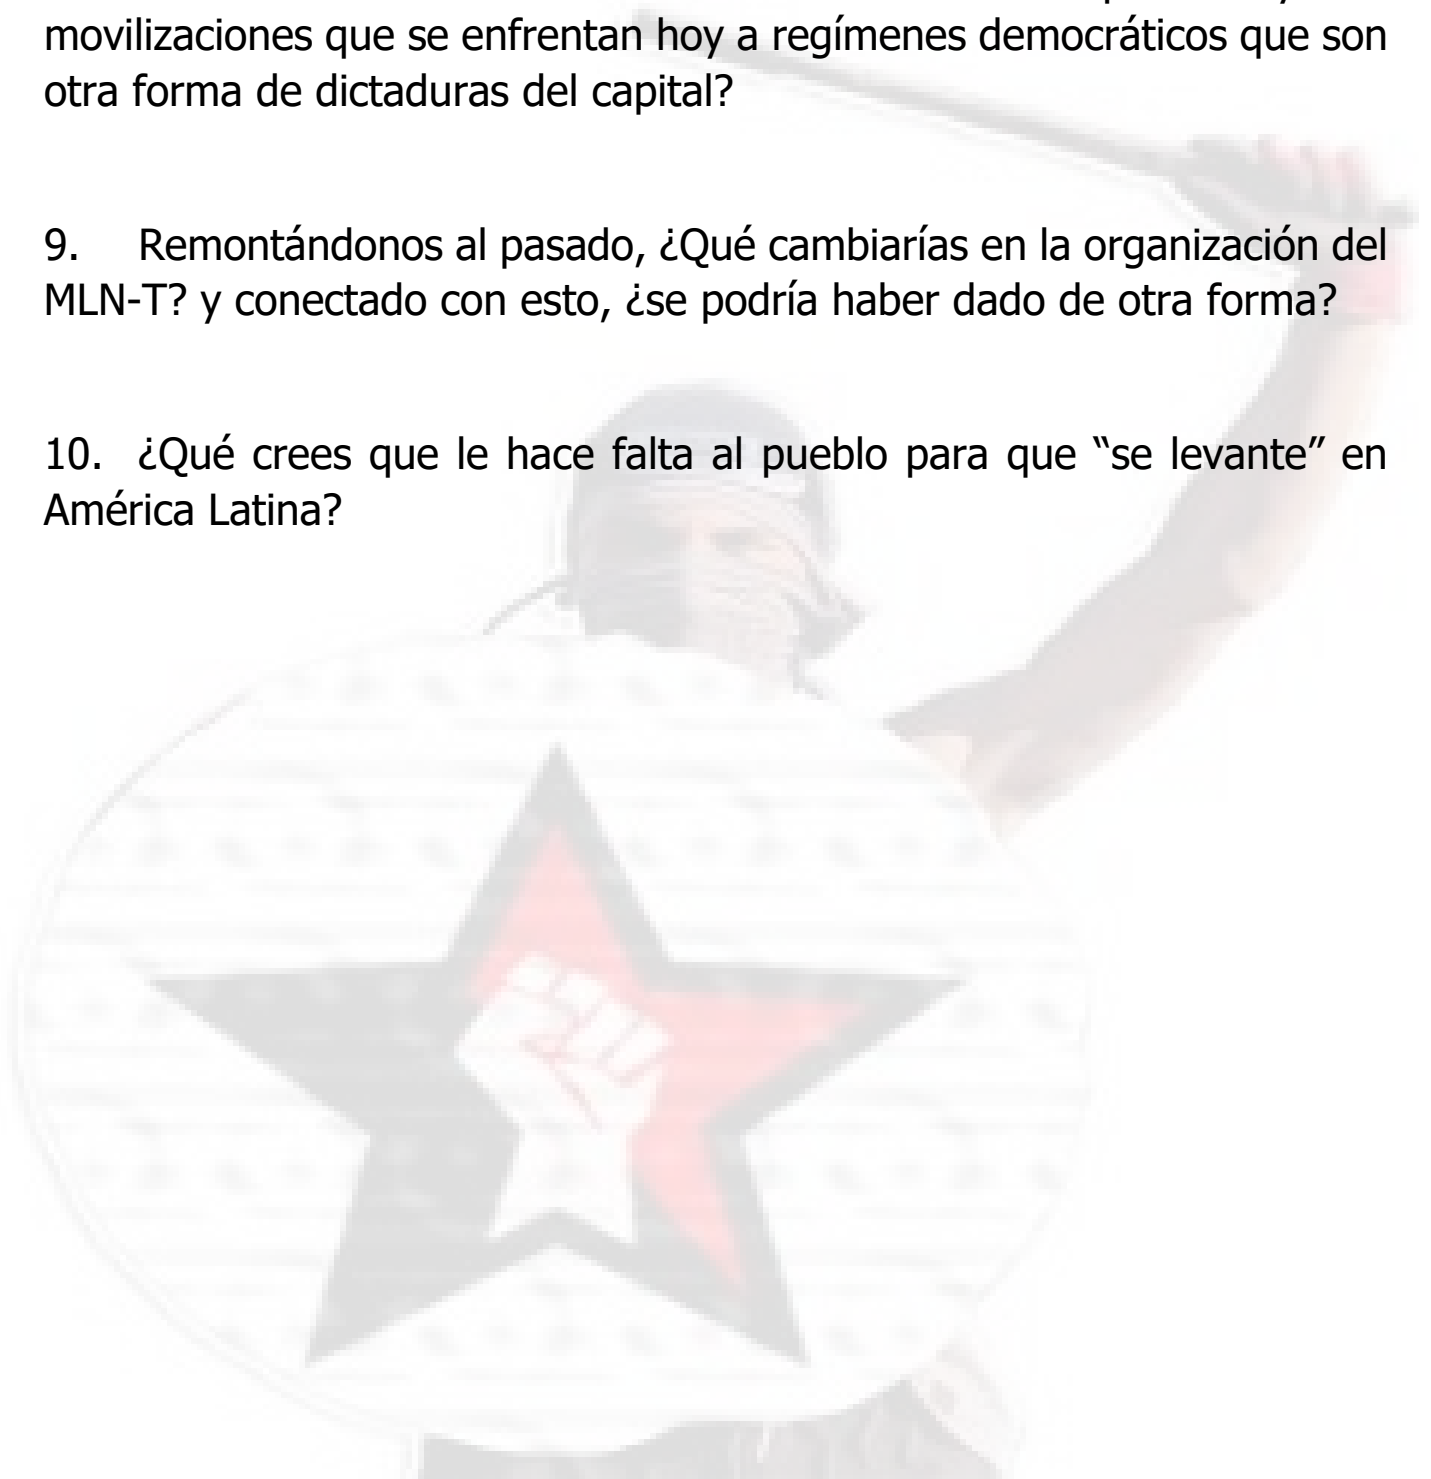 movilizaciones que se enfrentan hoy a regímenes democráticos que son
otra forma de dictaduras del capital?
9. Remontándonos al pasado, ¿Qué cambiarías en la organización del
MLN-T? y conectado con esto, ¿se podría haber dado de otra forma?
10. ¿Qué crees que le hace falta al pueblo para que “se levante” en
América Latina?